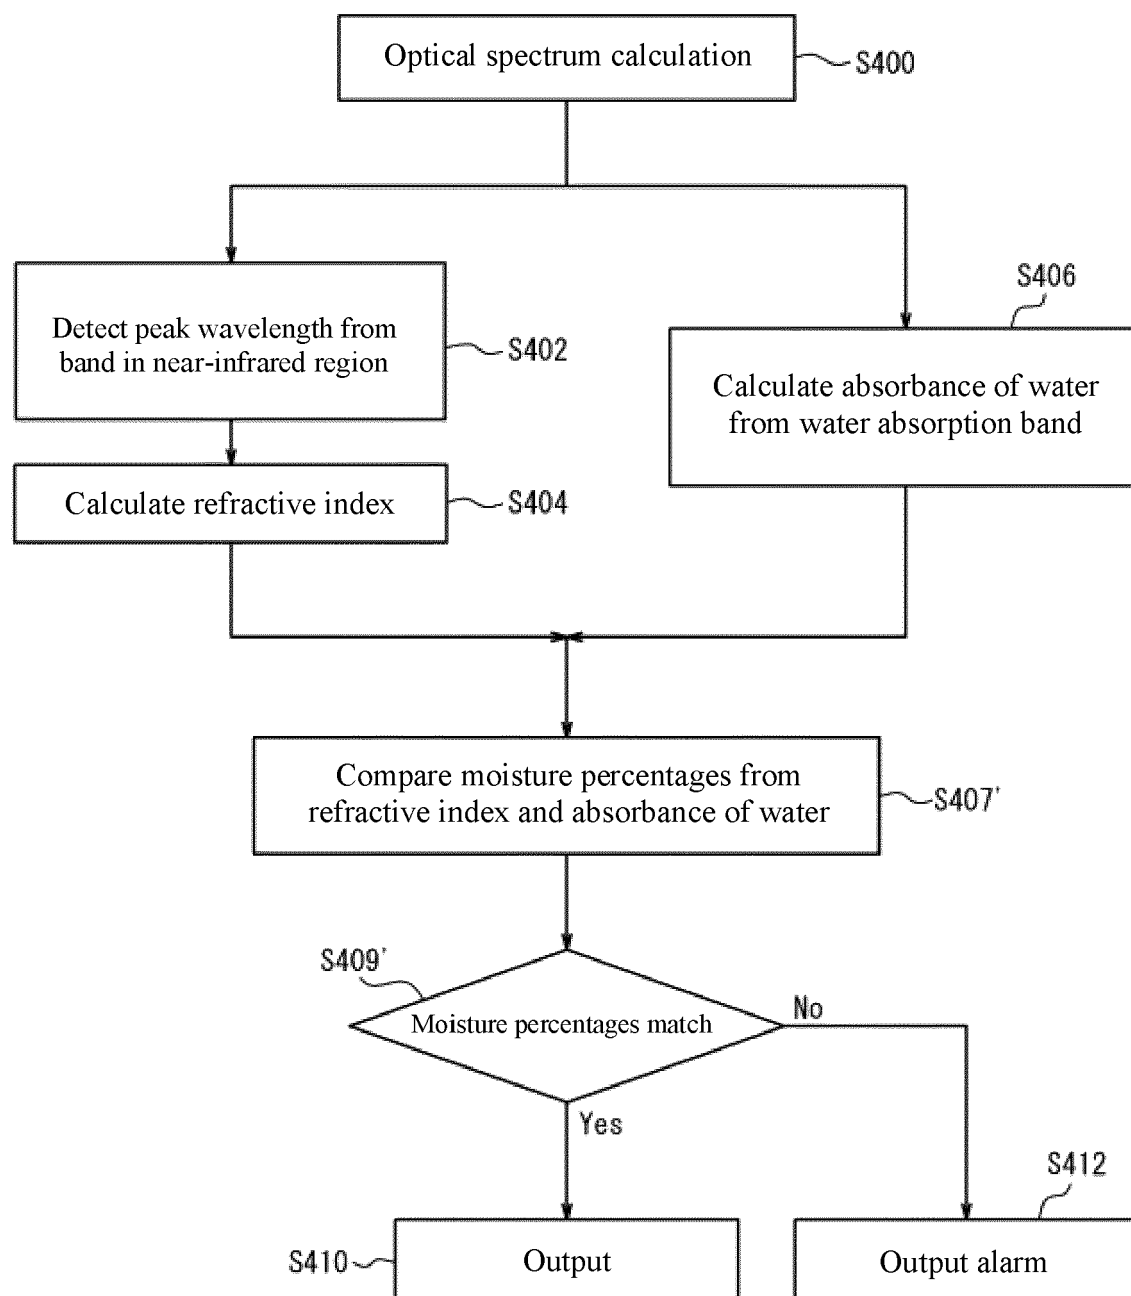 Optical spectrum calculation
S400
S406
Detect peak wavelength from
band in near-infrared region
S402
Calculate absorbance of water
from water absorption band
Calculate refractive index
S404
Compare moisture percentages from
refractive index and absorbance of water
S407'
S409'
Moisture percentages match
No
Yes
S412
S410
Output
Output alarm